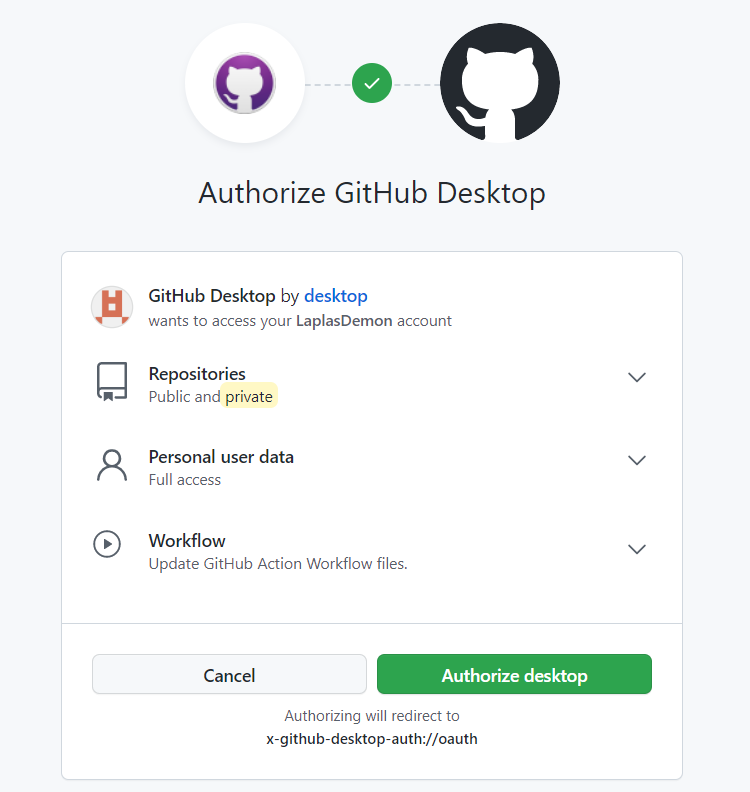 Authorize GitHub Desktop
GitHub Desktop by desktop
wants to access your LaplasDemon account
Repositories
Public and private
Personal user data
Full access
Workflow
Update GitHub Action Workflow files.
Cancel
Authorize desktop
Authorizing will redirect to
x-github-desktop-auth://oauth